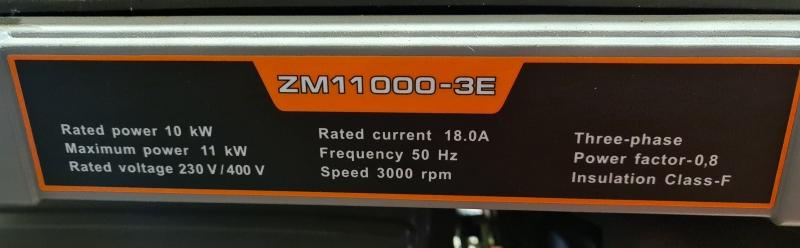 ZM11000-3E
Rated power 10 kW
Maximum power 11 kW
Rated voltage 230 V / 400 V
Rated current 18.0A
Frequency 50 Hz
Speed 3000 rpm
Three-phase
Power factor-0,8
Insulation Class-F